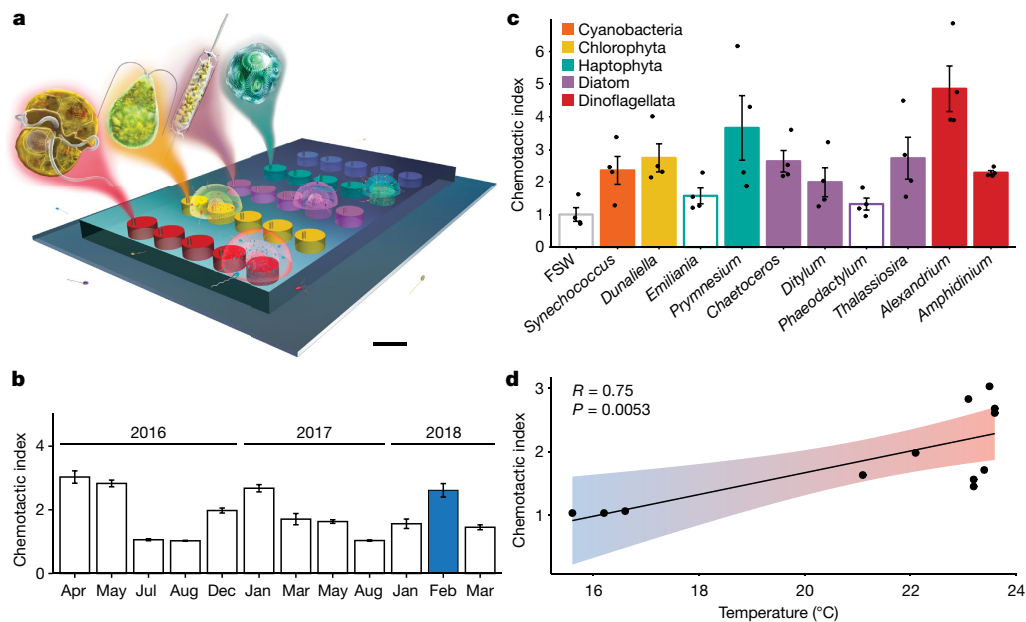 a
b
Chemotactic index
4
2
0
2016
2017
2018
Apr
May
Jul
Aug
Dec
Jan
Mar
May
Aug
Jan
Feb
Mar
c
Cyanobacteria
Chlorophyta
Haptophyta
Diatom
Dinoflagellata
Chemotactic index
6
5
4
3
2
1
0
FSW
Synechococcus
Dunaliella
Emiliania
Prymnesium
Chaetoceros
Ditylum
Phaeodactylum
Thalassiosira
Alexandrium
Amphidinium
d
R = 0.75
P = 0.0053
Chemotactic index
3
2
1
16
18
20
22
24
Temperature (°C)